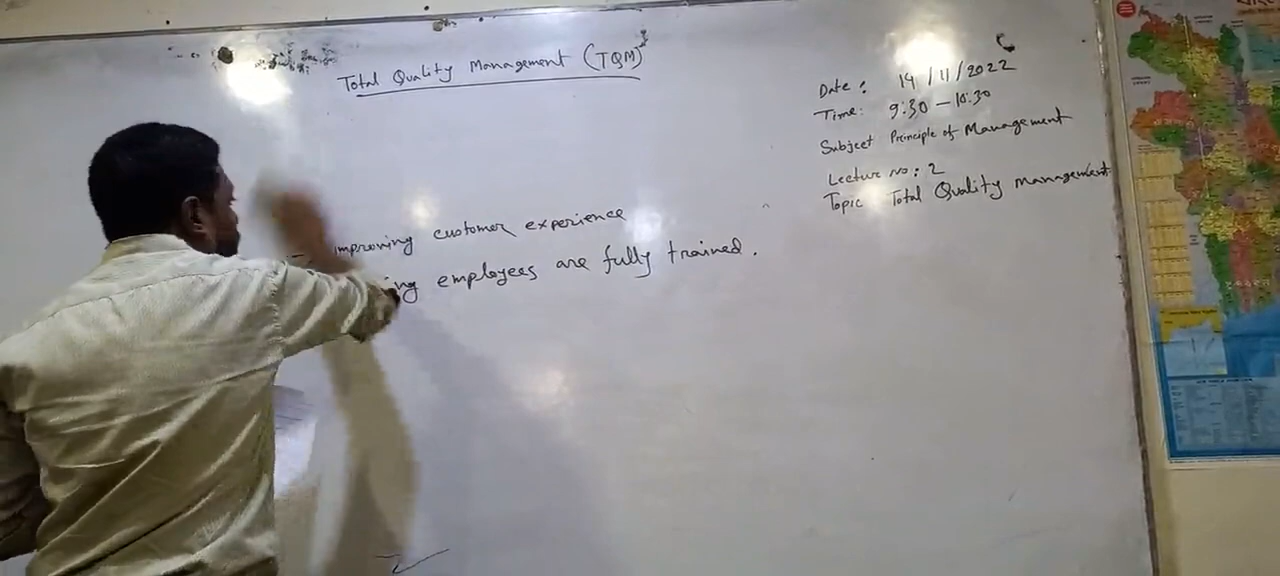 Total Quality Management (TQM)
Date: 14/11/2022
Time: 9:30 - 10:30
Subject Principle of Management
Lecture no: 2
Topic Total Quality management
improving customer experience
ing employees are fully trained.